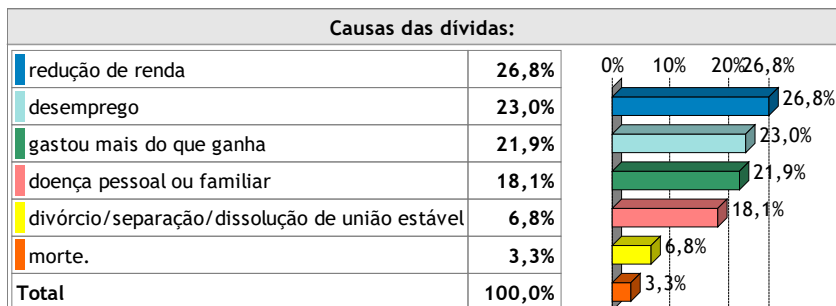 Causas das dívidas:
redução de renda 26,8%
desemprego 23,0%
gastou mais do que ganha 21,9%
doença pessoal ou familiar 18,1%
divórcio/separação/dissolução de união estável 6,8%
morte. 3,3%
Total 100,0%
0% 10% 20% 26,8%
26,8%
23,0%
21,9%
18,1%
6,8%
3,3%